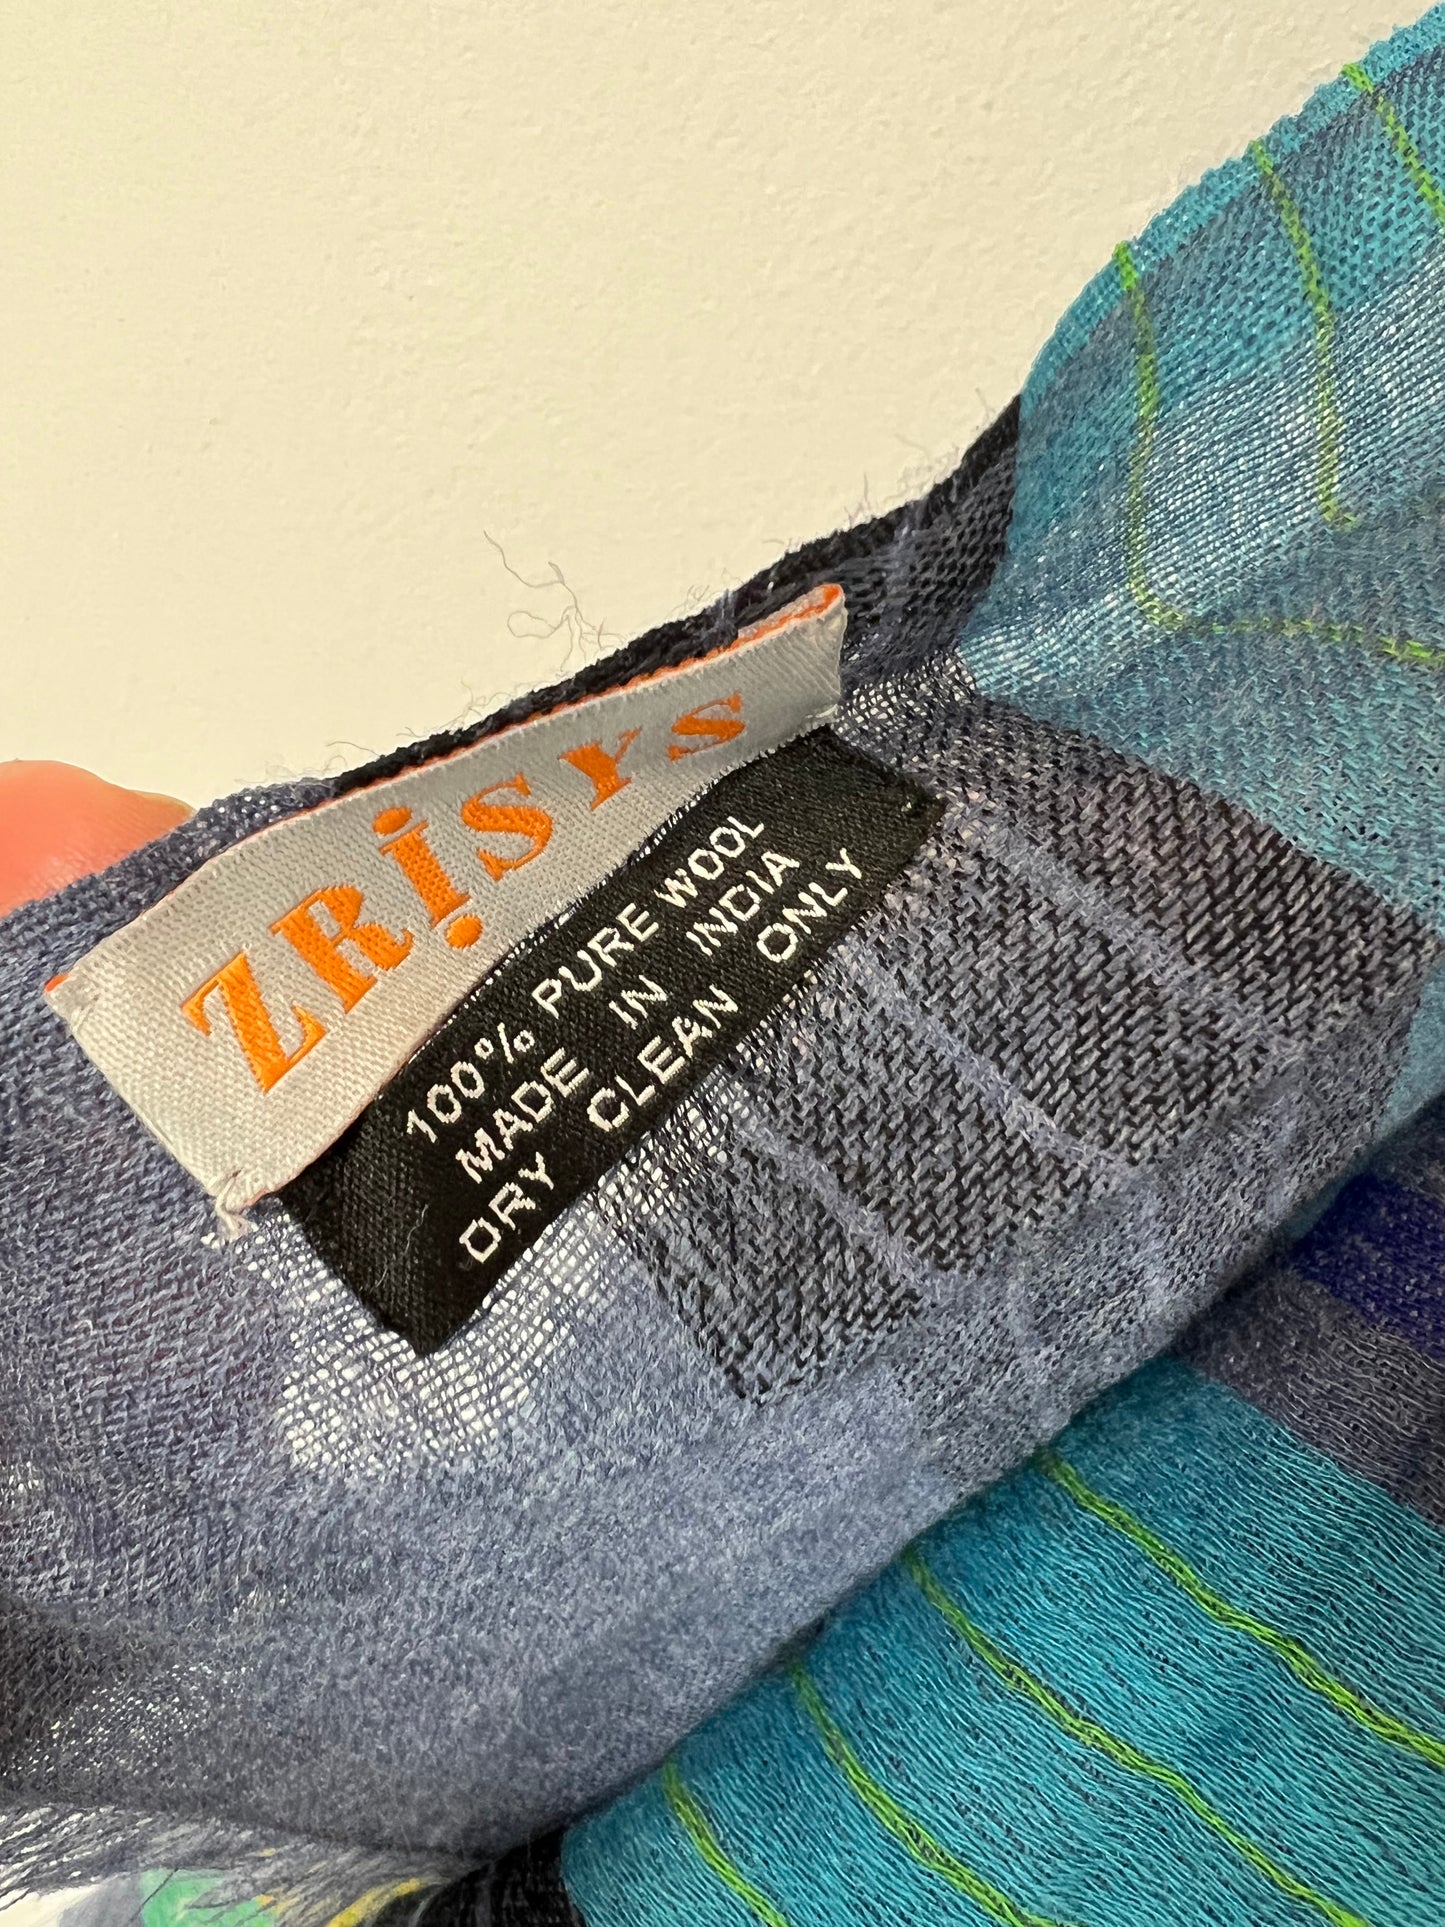 ZRiSYS
100% PURE WOOL
MADE IN INDIA
DRY CLEAN ONLY